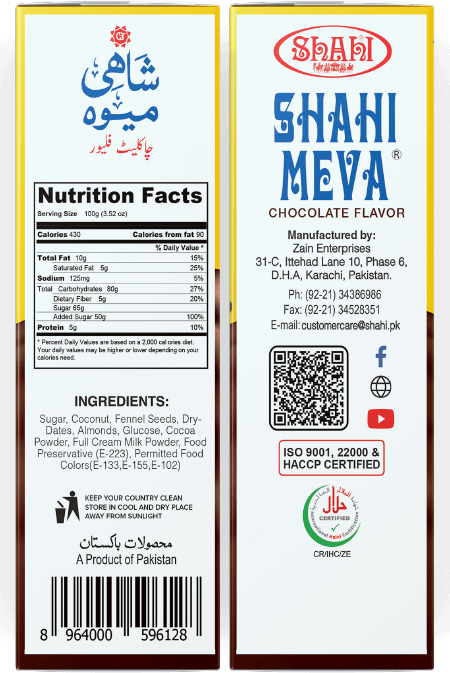 شاهی
میوه
چاکلیٹ فلیور
Nutrition Facts
Serving Size 100g (3.52 oz)
Calories 430 Calories from fat 90
% Daily Value *
Total Fat 10g 15%
Saturated Fat 5g 25%
Sodium 125mg 5%
Total Carbohydrates 80g 27%
Dietary Fiber 5g 20%
Sugar 65g
Added Sugar 50g 100%
Protein 5g 10%
* Percent Daily Values are based on a 2,000 calories diet.
Your daily values may be higher or lower depending on your
calories need.
INGREDIENTS:
Sugar, Coconut, Fennel Seeds, Dry-
Dates, Almonds, Glucose, Cocoa
Powder, Full Cream Milk Powder, Food
Preservative (E-223), Permitted Food
Colors(E-133,E-155,E-102)
KEEP YOUR COUNTRY CLEAN
STORE IN COOL AND DRY PLACE
AWAY FROM SUNLIGHT
محصولات پاکستان
A Product of Pakistan
8 964000 596128
SHAHI
SHAHI
MEVA®
CHOCOLATE FLAVOR
Manufactured by:
Zain Enterprises
31-C, Ittehad Lane 10, Phase 6,
D.H.A, Karachi, Pakistan.
Ph: (92-21) 34386986
Fax: (92-21) 34528351
E-mail: customercare@shahi.pk
ISO 9001, 22000 &
HACCP CERTIFIED
حلال
CERTIFIED
International Halal Certification
CR/IHC/ZE